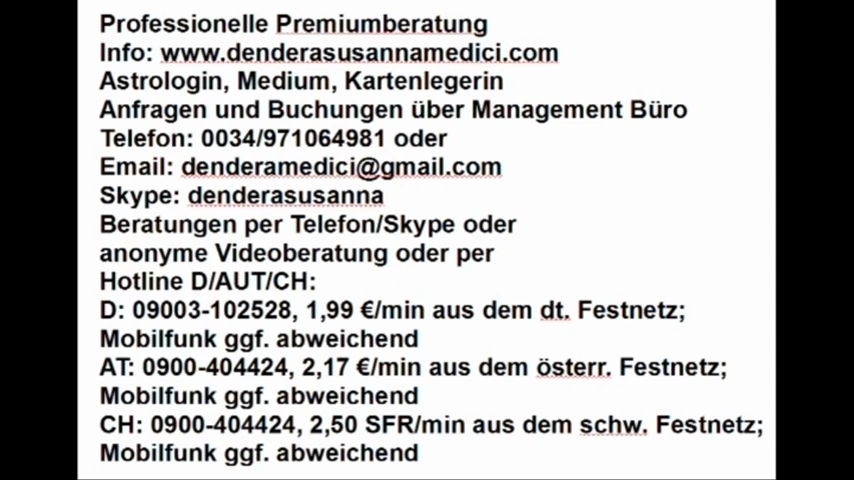 Professionelle Premiumberatung
Info: www.denderasusannamedici.com
Astrologin, Medium, Kartenlegerin
Anfragen und Buchungen über Management Büro
Telefon: 0034/971064981 oder
Email: denderamedici@gmail.com
Skype: denderasusanna
Beratungen per Telefon/Skype oder
anonyme Videoberatung oder per
Hotline D/AUT/CH:
D: 09003-102528, 1,99 €/min aus dem dt. Festnetz;
Mobilfunk ggf. abweichend
AT: 0900-404424, 2,17 €/min aus dem österr. Festnetz;
Mobilfunk ggf. abweichend
CH: 0900-404424, 2,50 SFR/min aus dem schw. Festnetz;
Mobilfunk ggf. abweichend